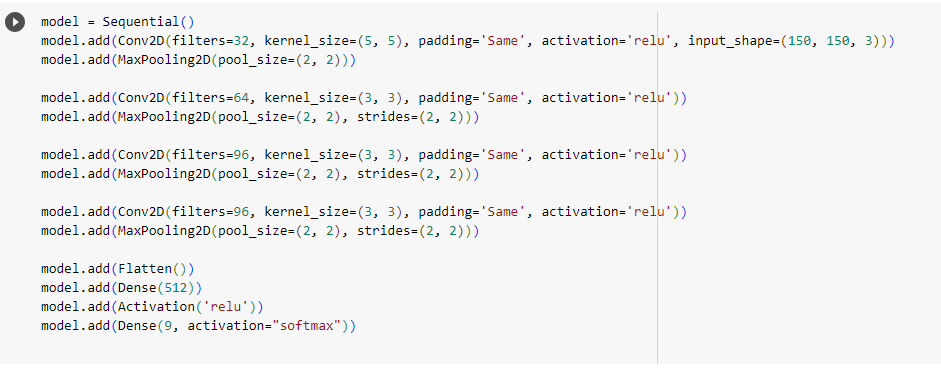 model = Sequential()
model.add(Conv2D(filters=32, kernel_size=(5, 5), padding='Same', activation='relu', input_shape=(150, 150, 3)))
model.add(MaxPooling2D(pool_size=(2, 2)))
model.add(Conv2D(filters=64, kernel_size=(3, 3), padding='Same', activation='relu'))
model.add(MaxPooling2D(pool_size=(2, 2), strides=(2, 2)))
model.add(Conv2D(filters=96, kernel_size=(3, 3), padding='Same', activation='relu'))
model.add(MaxPooling2D(pool_size=(2, 2), strides=(2, 2)))
model.add(Conv2D(filters=96, kernel_size=(3, 3), padding='Same', activation='relu'))
model.add(MaxPooling2D(pool_size=(2, 2), strides=(2, 2)))
model.add(Flatten())
model.add(Dense(512))
model.add(Activation('relu'))
model.add(Dense(9, activation="softmax"))